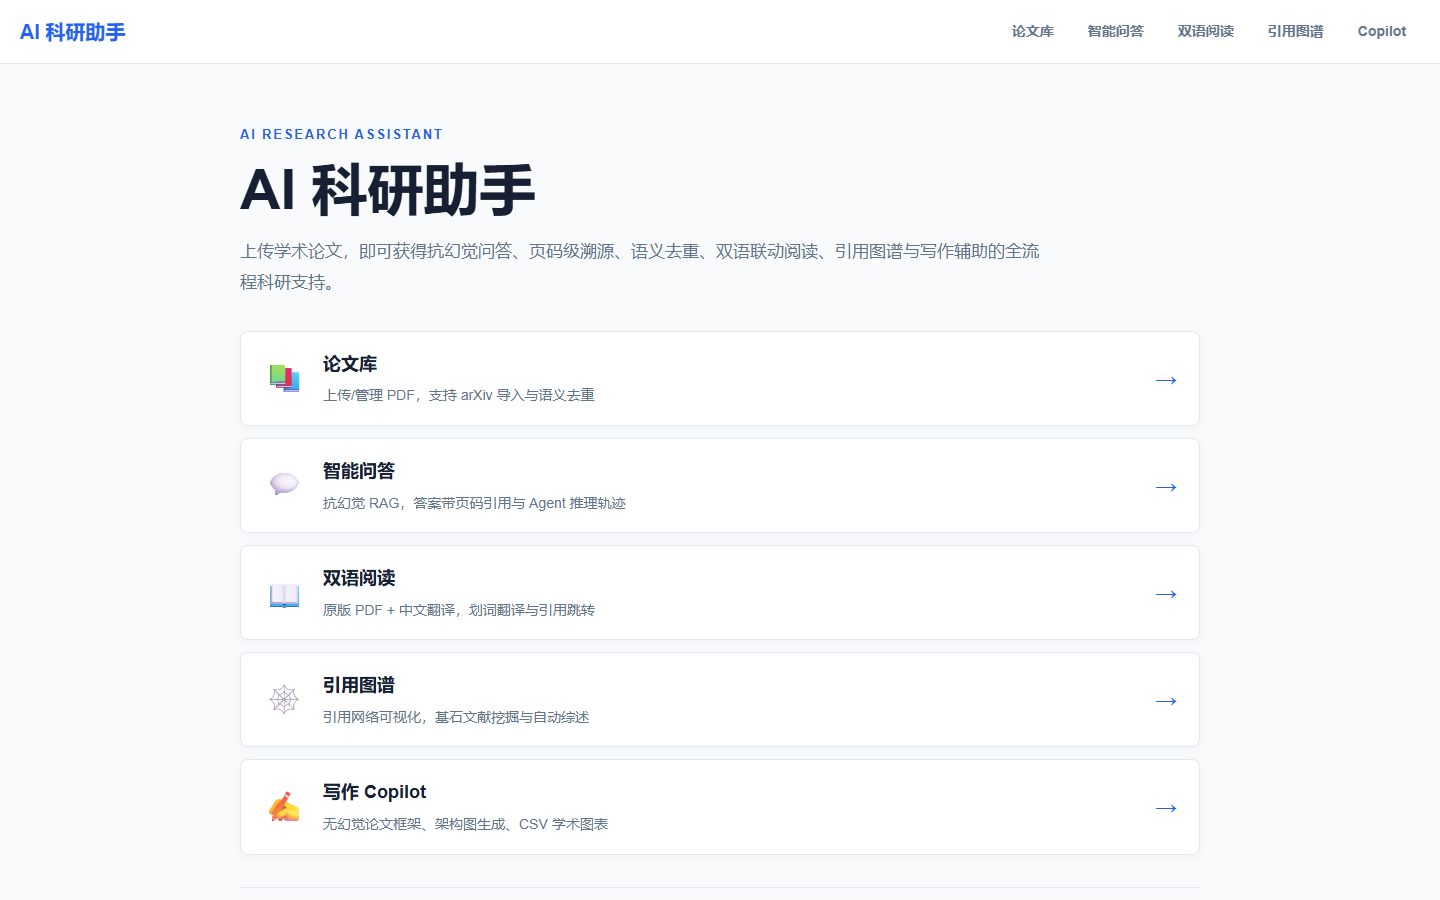 AI 科研助手
论文库 智能问答 双语阅读 引用图谱 Copilot
AI RESEARCH ASSISTANT
AI 科研助手
上传学术论文，即可获得抗幻觉问答、页码级溯源、语义去重、双语联动阅读、引用图谱与写作辅助的全流
程科研支持。
论文库
上传/管理 PDF，支持 arXiv 导入与语义去重
→
智能问答
抗幻觉 RAG，答案带页码引用与 Agent 推理轨迹
→
双语阅读
原版 PDF + 中文翻译，划词翻译与引用跳转
→
引用图谱
引用网络可视化，基石文献挖掘与自动综述
→
写作 Copilot
无幻觉论文框架、架构图生成、CSV 学术图表
→